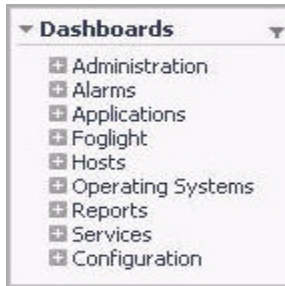 Dashboards
Administration
Alarms
Applications
Foglight
Hosts
Operating Systems
Reports
Services
Configuration